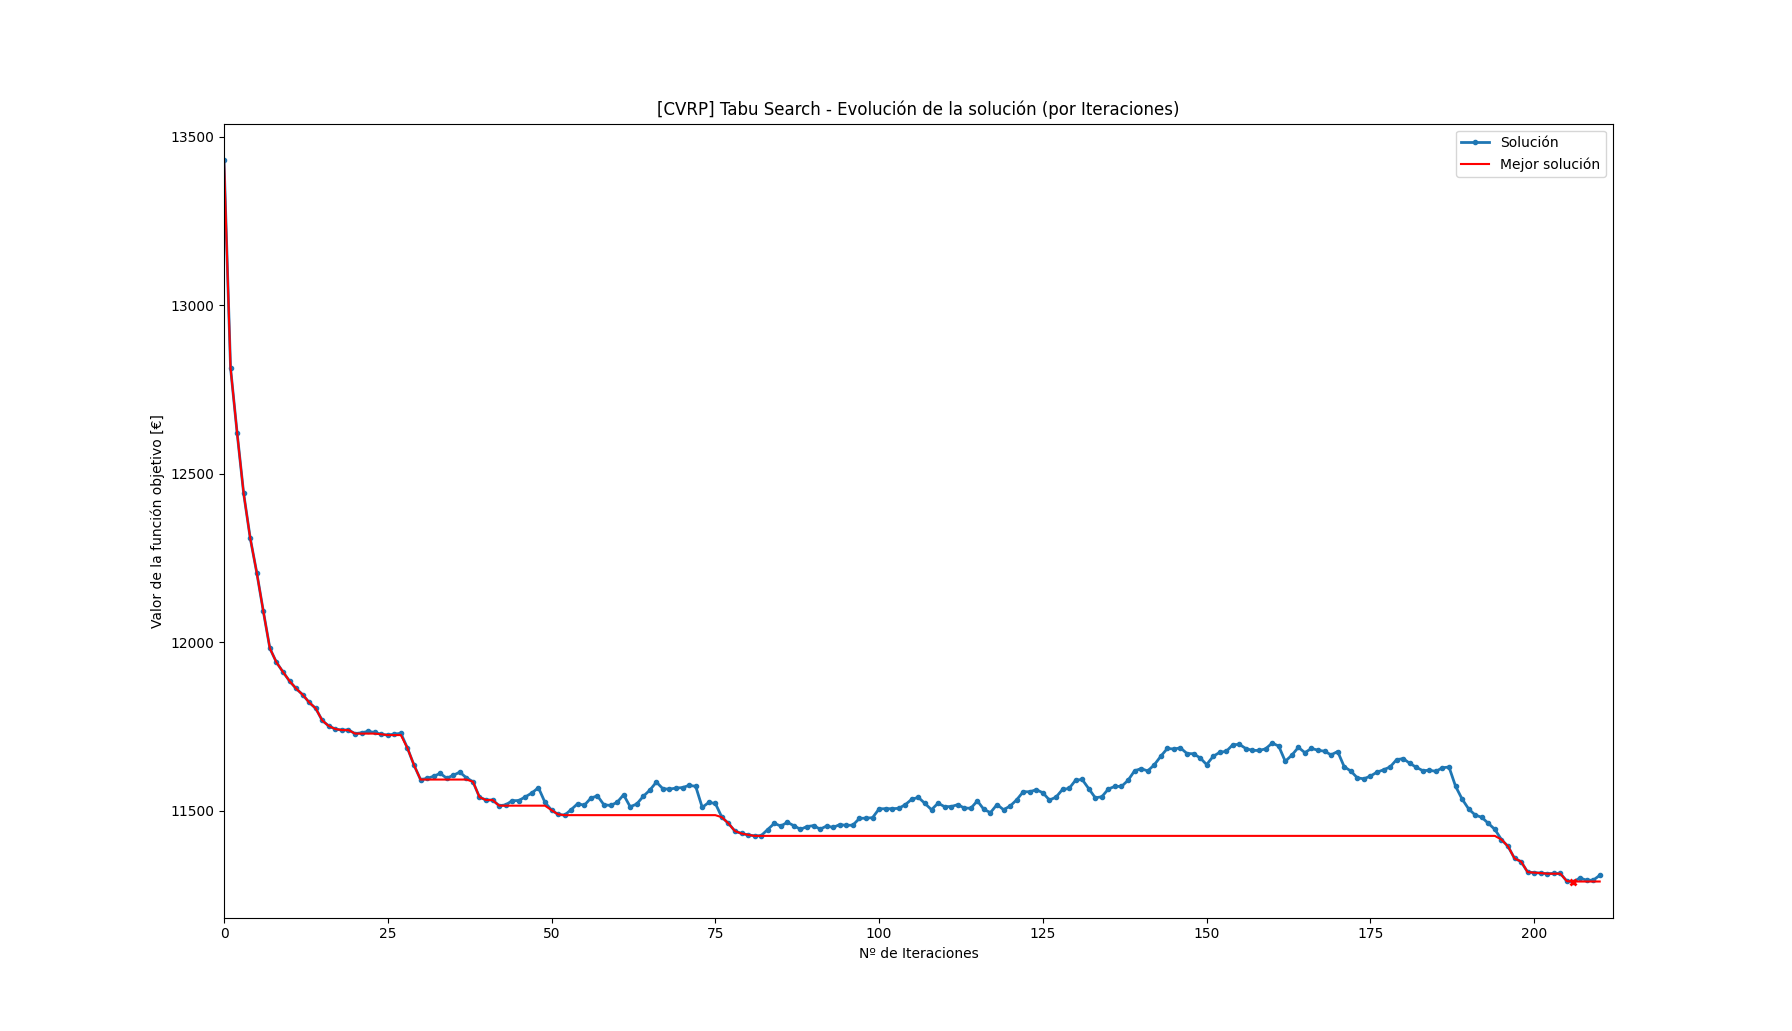 [CVRP] Tabu Search - Evolución de la solución (por Iteraciones)
Solución
Mejor solución
Valor de la función objetivo [€]
13500
13000
12500
12000
11500
0 25 50 75 100 125 150 175 200
Nº de Iteraciones